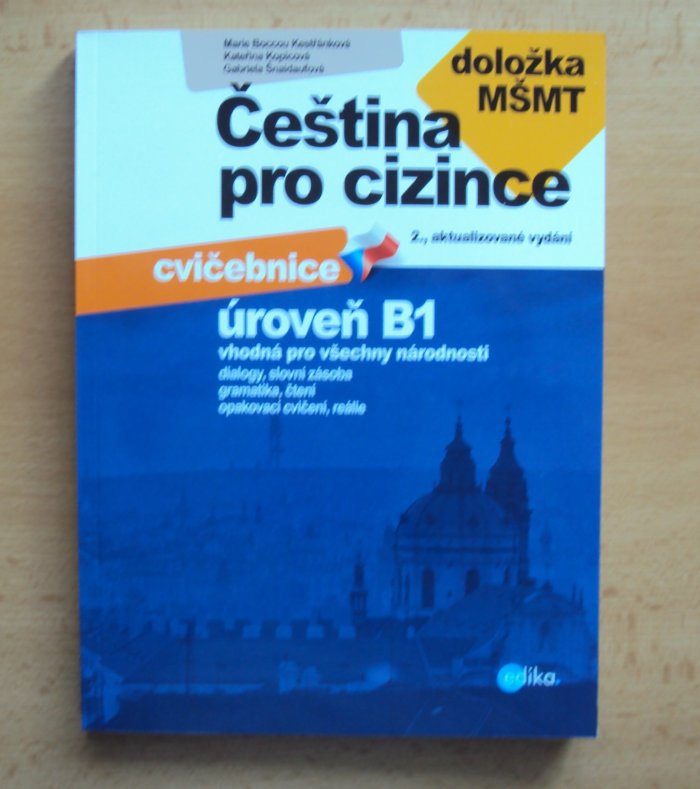 Marie Boccou Kestřánková
Kateřina Kopicová
Gabriela Šnaidaufová
doložka
MŠMT
Čeština
pro cizince
2., aktualizované vydání
cvičebnice
úroveň B1
vhodná pro všechny národnosti
dialogy, slovní zásoba
gramatika, čtení
opakovací cvičení, reálie
edika